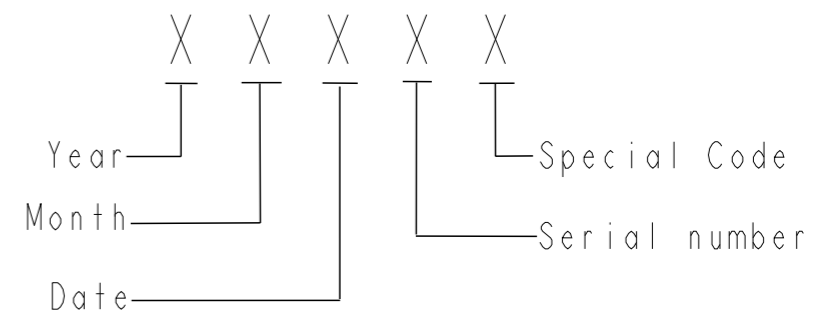 X X X X X
Year
Special Code
Month
Serial number
Date